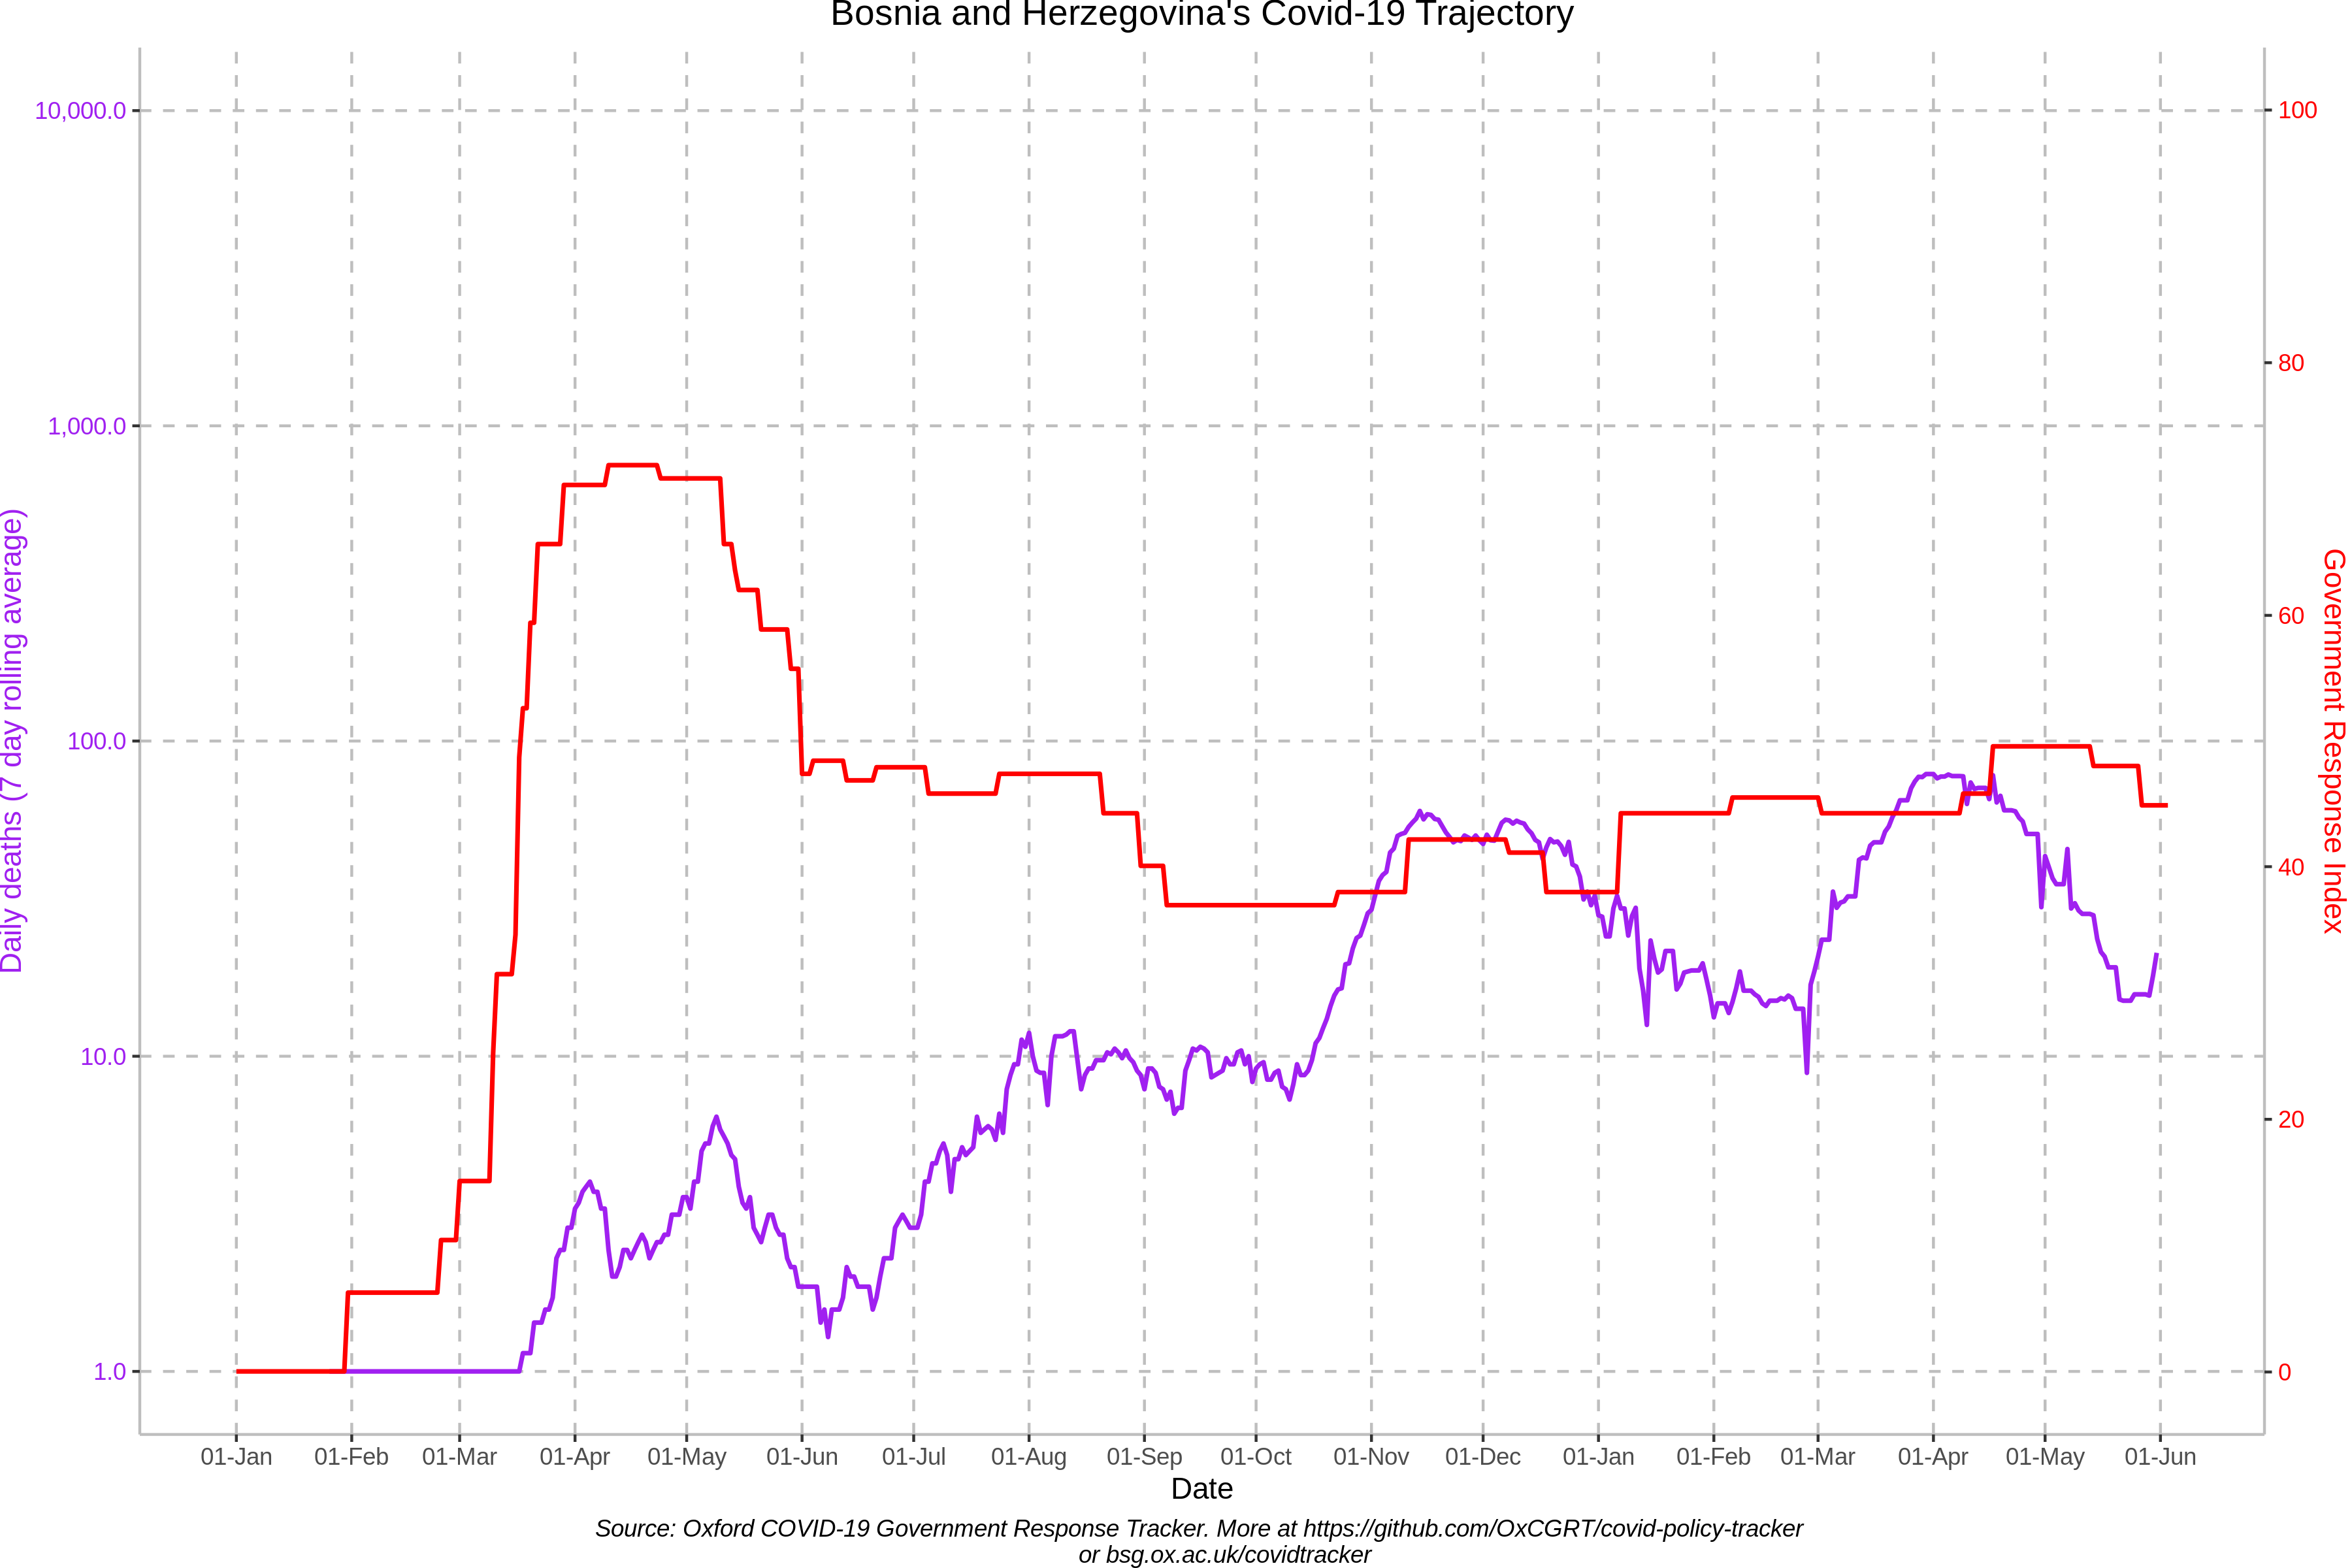 Bosnia and Herzegovina's Covid-19 Trajectory
Daily deaths (7 day rolling average)
10,000.0
1,000.0
100.0
10.0
1.0
100
80
60
40
20
0
Government Response Index
01-Jan 01-Feb 01-Mar 01-Apr 01-May 01-Jun 01-Jul 01-Aug 01-Sep 01-Oct 01-Nov 01-Dec 01-Jan 01-Feb 01-Mar 01-Apr 01-May 01-Jun
Date
Source: Oxford COVID-19 Government Response Tracker. More at https://github.com/OxCGRT/covid-policy-tracker
or bsg.ox.ac.uk/covidtracker